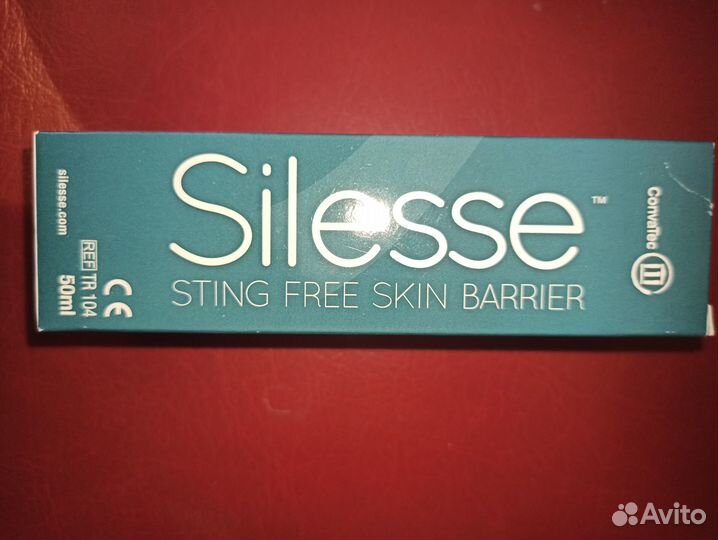 Silesse™
STING FREE SKIN BARRIER
silesse.com
REF TR 104
50ml
CE
ConvaTec
Avito